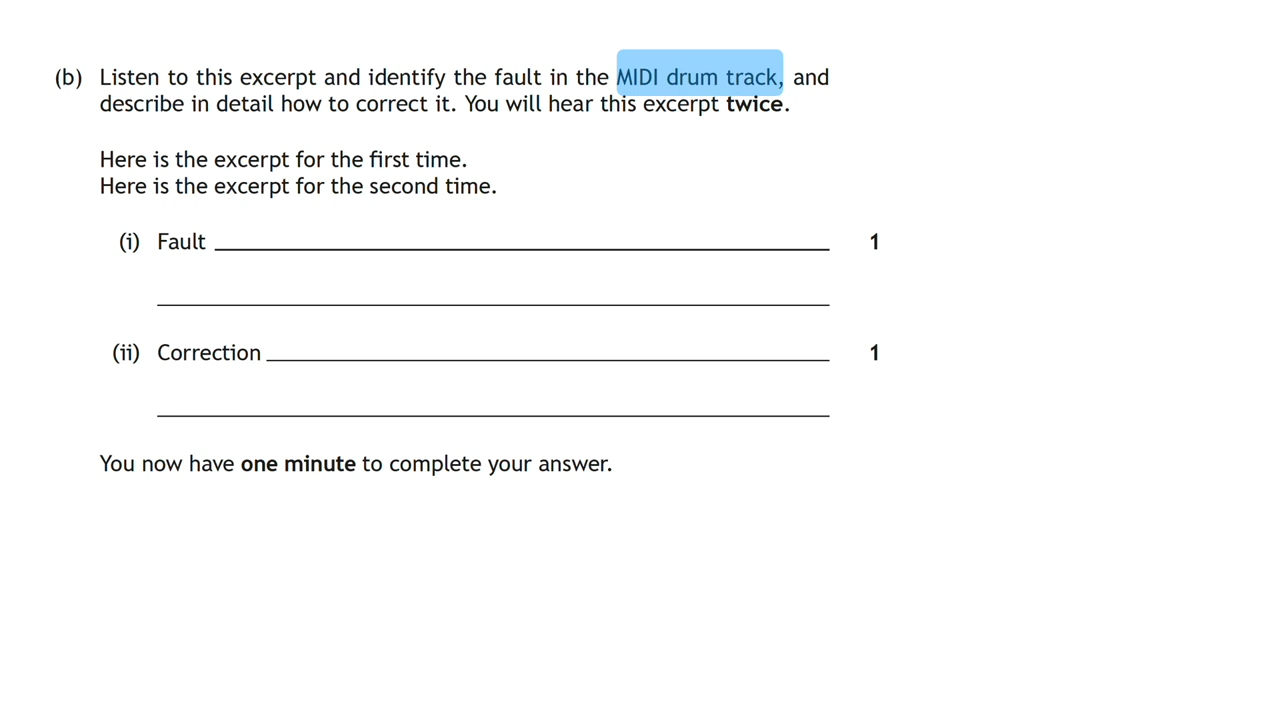 (b) Listen to this excerpt and identify the fault in the MIDI drum track, and
describe in detail how to correct it. You will hear this excerpt twice.
Here is the excerpt for the first time.
Here is the excerpt for the second time.
(i) Fault 1
(ii) Correction 1
You now have one minute to complete your answer.